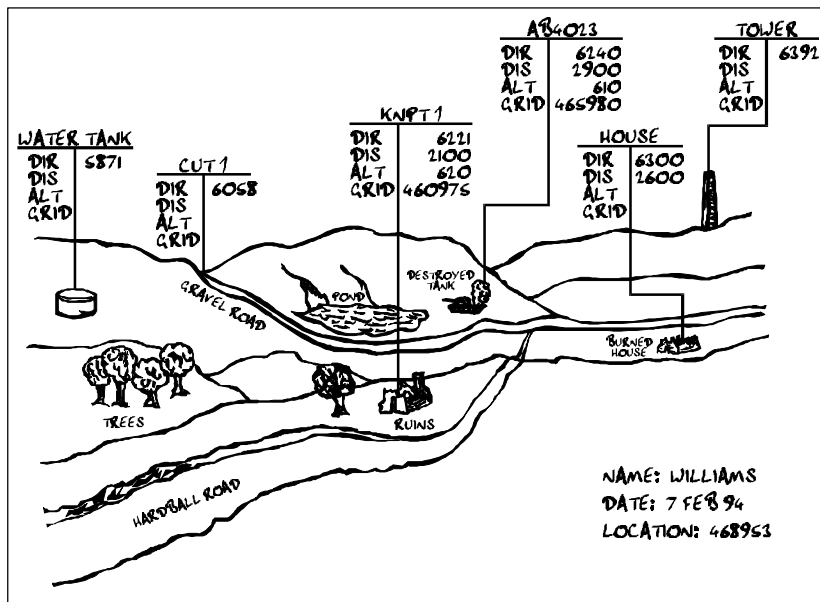 AB4023
DIR 6240
DIS 2900
ALT 610
GRID 465980
TOWER
DIR 6392
DIS
ALT
GRID
KNPT 1
DIR 6221
DIS 2100
ALT 620
GRID 460975
HOUSE
DIR 6300
DIS 2600
ALT
GRID
WATER TANK
DIR 5871
DIS
ALT
GRID
CUT 1
DIR 6058
DIS
ALT
GRID
GRAVEL ROAD
POND
DESTROYED
TANK
BURNED
HOUSE
TREES
RUINS
HARDBALL ROAD
NAME: WILLIAMS
DATE: 7 FEB 94
LOCATION: 468953